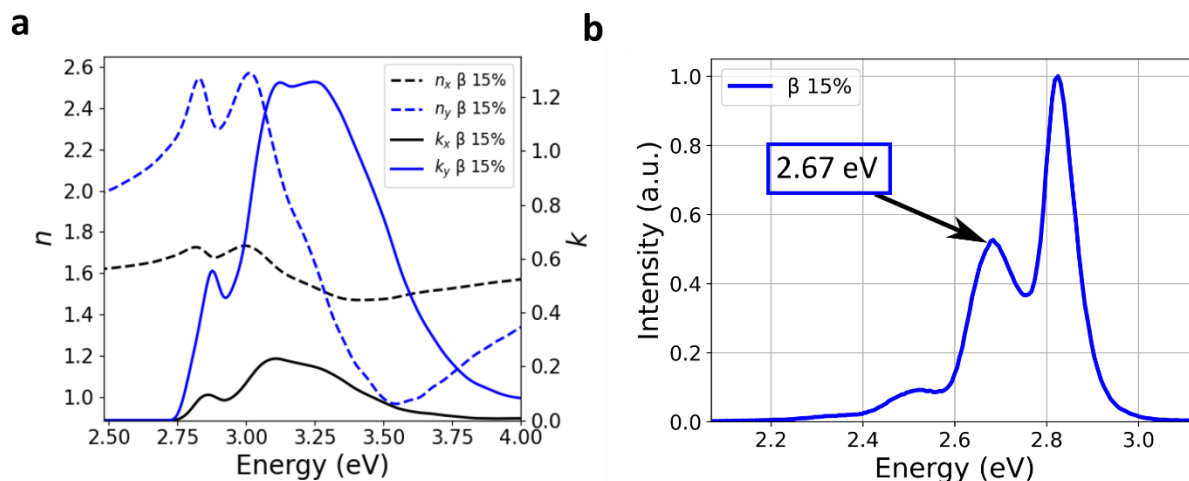 a
2.6
2.4
2.2
2.0
1.8
1.6
1.4
1.2
1.0
n
n_x β 15%
n_y β 15%
k_x β 15%
k_y β 15%
1.2
1.0
0.8
0.6
0.4
0.2
0.0
k
2.50 2.75 3.00 3.25 3.50 3.75 4.00
Energy (eV)
b
β 15%
2.67 eV
1.0
0.8
0.6
0.4
0.2
0.0
Intensity (a.u.)
2.2 2.4 2.6 2.8 3.0
Energy (eV)